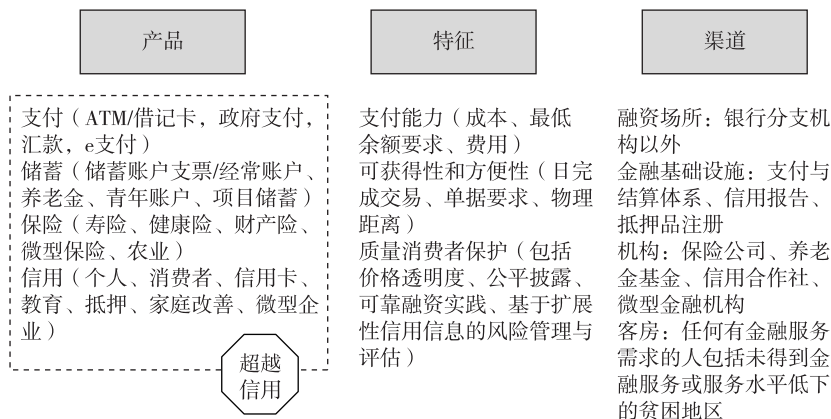 产品
支付（ATM/借记卡，政府支付，
汇款，e支付）
储蓄（储蓄账户支票/经常账户、
养老金、青年账户、项目储蓄）
保险（寿险、健康险、财产险、
微型保险、农业）
信用（个人、消费者、信用卡、
教育、抵押、家庭改善、微型企
业）
超越
信用
特征
支付能力（成本、最低
余额要求、费用）
可获得性和方便性（日完
成交易、单据要求、物理
距离）
质量消费者保护（包括
价格透明度、公平披露、
可靠融资实践、基于扩展
性信用信息的风险管理与
评估）
渠道
融资场所：银行分支机
构以外
金融基础设施：支付与
结算体系、信用报告、
抵押品注册
机构：保险公司、养老
金基金、信用合作社、
微型金融机构
客房：任何有金融服务
需求的人包括未得到金
融服务或服务水平低下
的贫困地区